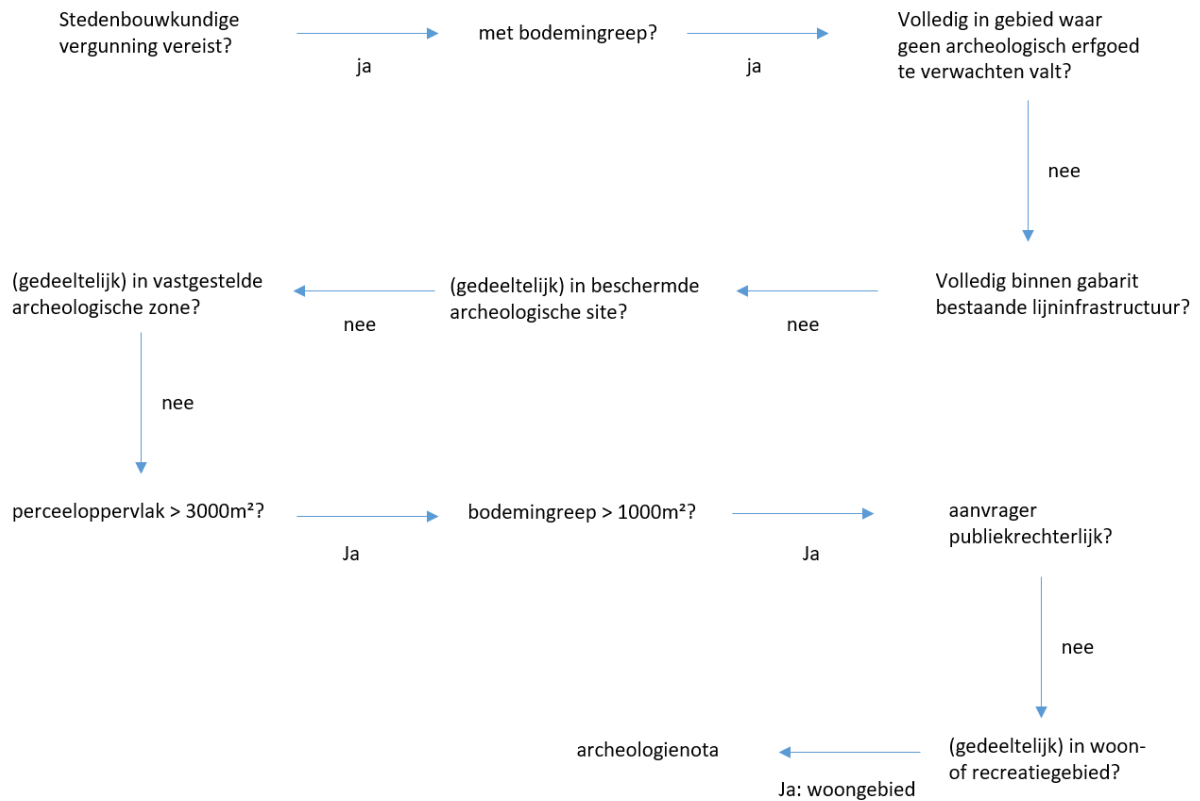 Stedenbouwkundige
vergunning vereist?
ja
met bodemingreep?
ja
Volledig in gebied waar
geen archeologisch erfgoed
te verwachten valt?
nee
Volledig binnen gabarit
bestaande lijninfrastructuur?
nee
(gedeeltelijk) in beschermde
archeologische site?
nee
(gedeeltelijk) in vastgestelde
archeologische zone?
nee
perceeloppervlak > 3000m²?
Ja
bodemingreep > 1000m²?
Ja
aanvrager
publiekrechterlijk?
nee
(gedeeltelijk) in woon-
of recreatiegebied?
Ja: woongebied
archeologienota